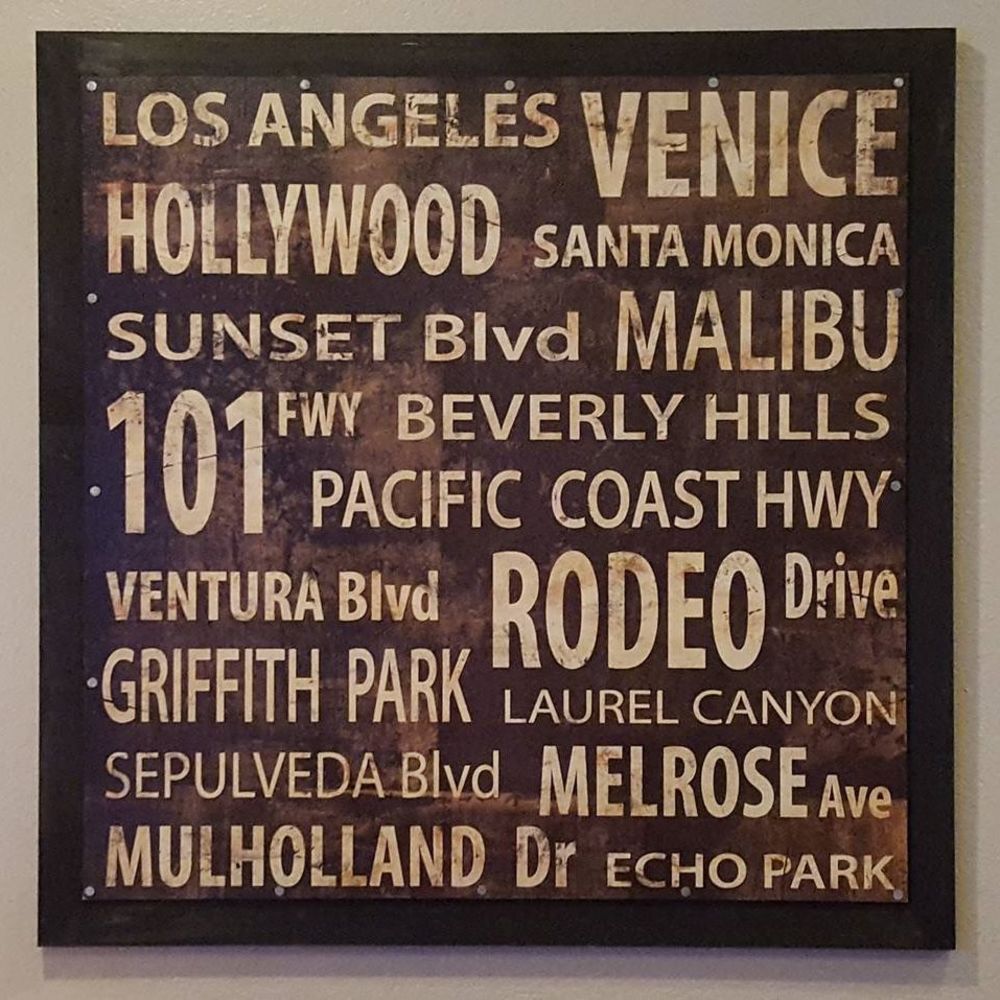 LOS ANGELES VENICE
HOLLYWOOD SANTA MONICA
SUNSET Blvd MALIBU
101 FWY BEVERLY HILLS
PACIFIC COAST HWY
VENTURA Blvd RODEO Drive
GRIFFITH PARK LAUREL CANYON
SEPULVEDA Blvd MELROSE Ave
MULHOLLAND Dr ECHO PARK